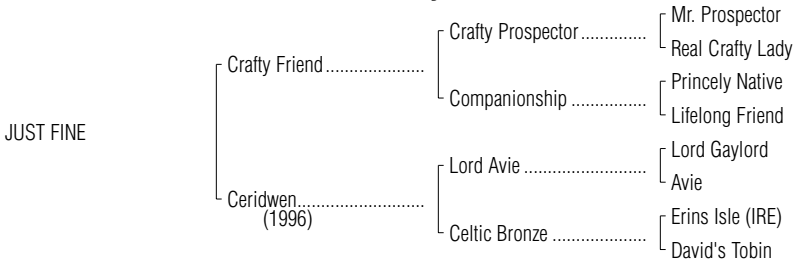 Mr. Prospector
Crafty Prospector..............
Real Crafty Lady
Crafty Friend......................
Princely Native
Companionship ................
Lifelong Friend
JUST FINE
Lord Gaylord
Lord Avie ..........................
Avie
Ceridwen...........................
(1996)
Erins Isle (IRE)
Celtic Bronze ....................
David's Tobin